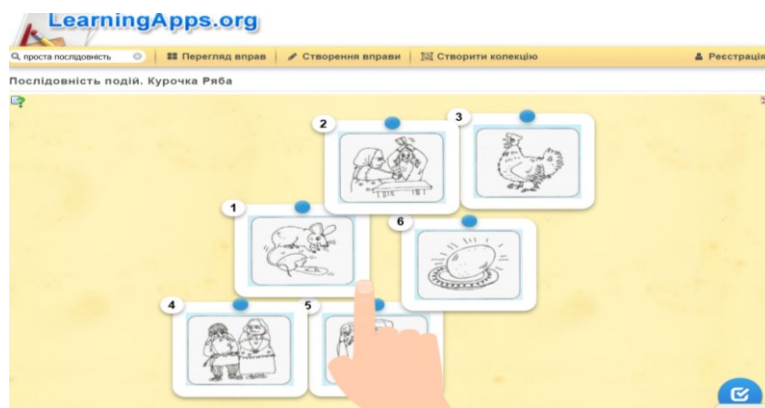 LearningApps.org
проста послідовність Перегляд вправ Створення вправи Створити колекцію Реєстрація
Послідовність подій. Курочка Ряба
2
3
1
6
4
5